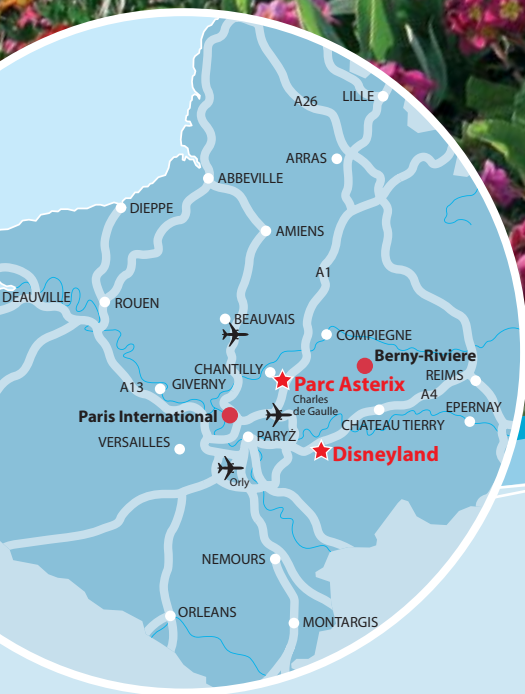 LILLE
A26
ARRAS
ABBEVILLE
DIEPPE
AMIENS
A1
DEAUVILLE
ROUEN
BEAUVAIS
COMPIEGNE
Berny-Riviere
CHANTILLY
REIMS
Parc Asterix
A13
GIVERNY
A4
Charles
de Gaulle
EPERNAY
Paris International
CHATEAU TIERRY
PARYŻ
VERSAILLES
Disneyland
Orly
NEMOURS
ORLEANS
MONTARGIS